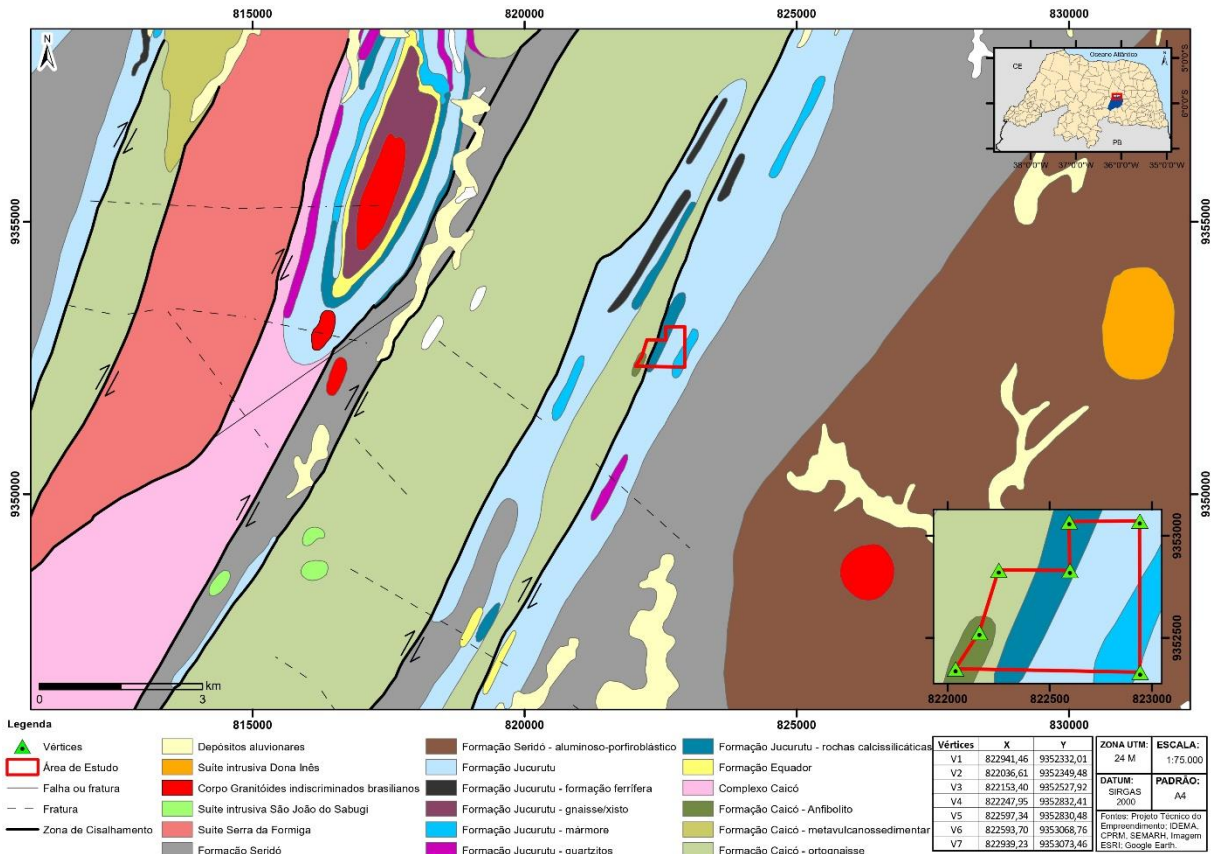 815000 820000 825000 830000
N
Oceano Atlântico
CE
PB
5°0'0"S
6°0'0"S
38°0'0"W 37°0'0"W 36°0'0"W 35°0'0"W
9355000 9355000
9350000 9350000
9353000
9352500
822000 822500 823000
km
0 3
815000 820000 825000 830000
Legenda
Vértices
Área de Estudo
Falha ou fratura
Fratura
Zona de Cisalhamento
Depósitos aluvionares
Suíte intrusiva Dona Inês
Corpo Granitóides indiscriminados brasilianos
Suíte intrusiva São João do Sabugi
Suíte Serra da Formiga
Formação Seridó
Formação Seridó - aluminoso-porfiroblástico
Formação Jucurutu
Formação Jucurutu - formação ferrífera
Formação Jucurutu - gnaisse/xisto
Formação Jucurutu - mármore
Formação Jucurutu - quartzitos
Formação Jucurutu - rochas calcissilicáticas
Formação Equador
Complexo Caicó
Formação Caicó - Anfibolito
Formação Caicó - metavulcanossedimentar
Formação Caicó - ortognaisse
Vértices X Y
V1 822941,46 9352332,01
V2 822036,61 9352349,48
V3 822153,40 9352527,92
V4 822247,95 9352832,41
V5 822597,34 9352830,48
V6 822593,70 9353068,76
V7 822939,23 9353073,46
ZONA UTM:
24 M
ESCALA:
1:75.000
DATUM:
SIRGAS
2000
PADRÃO:
A4
Fontes: Projeto Técnico do
Empreendimento; IDEMA,
CPRM, SEMARH, Imagem
ESRI; Google Earth.